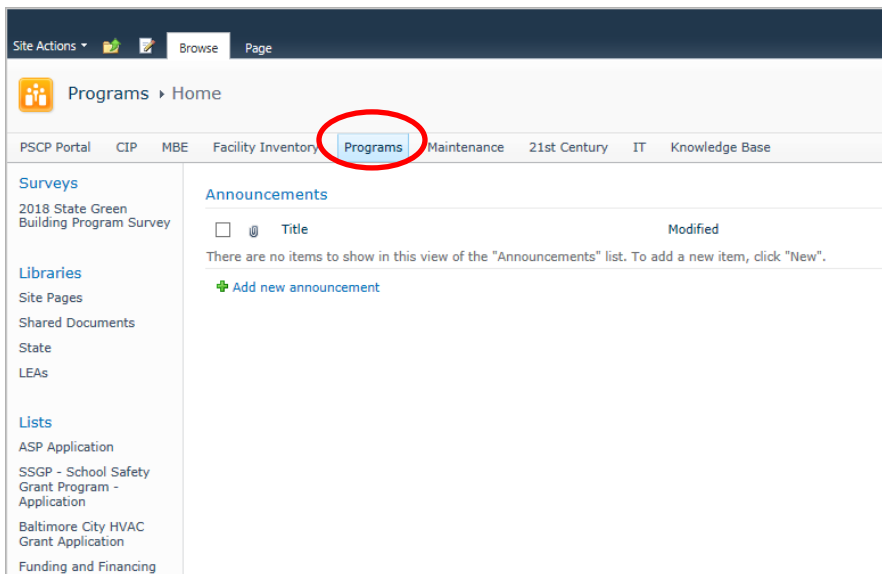 Site Actions Browse Page
Programs Home
PSCP Portal CIP MBE Facility Inventory Programs Maintenance 21st Century IT Knowledge Base
Surveys
2018 State Green
Building Program Survey
Libraries
Site Pages
Shared Documents
State
LEAs
Lists
ASP Application
SSGP - School Safety
Grant Program -
Application
Baltimore City HVAC
Grant Application
Funding and Financing
Announcements
Title Modified
There are no items to show in this view of the "Announcements" list. To add a new item, click "New".
Add new announcement